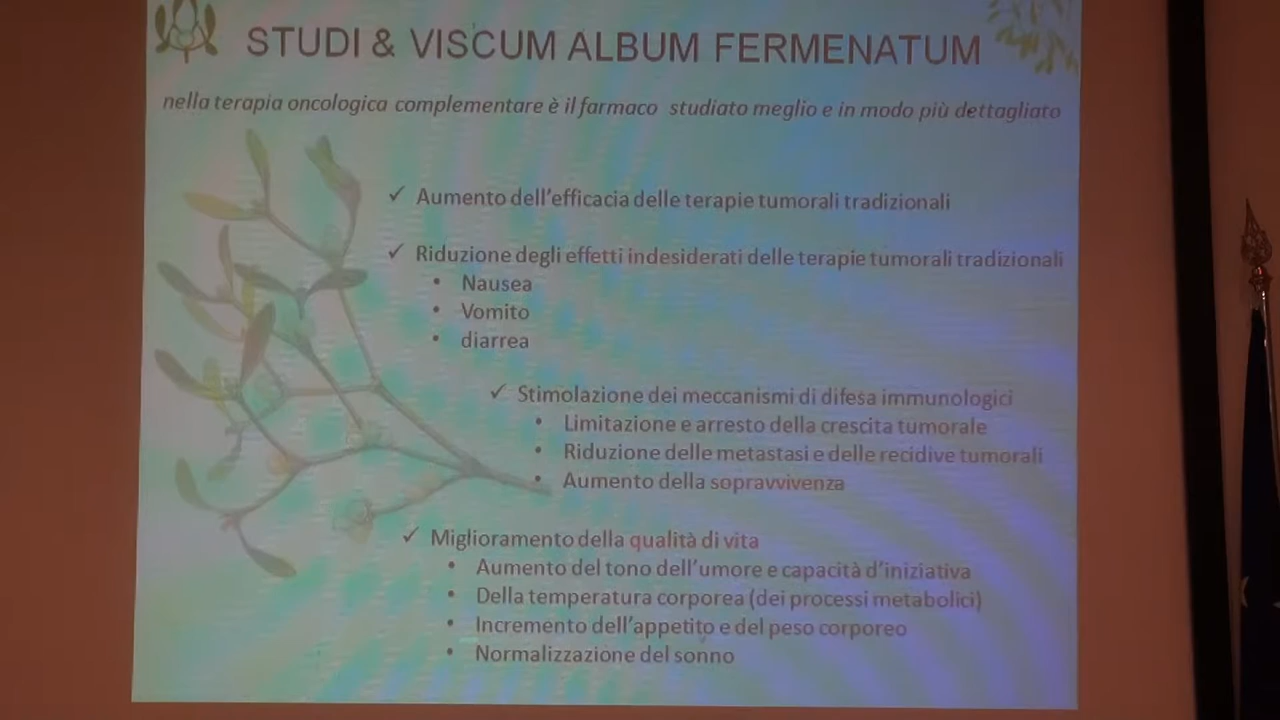 STUDI & VISCUM ALBUM FERMENATUM
nella terapia oncologica complementare è il farmaco studiato meglio e in modo più dettagliato
✓ Aumento dell'efficacia delle terapie tumorali tradizionali
✓ Riduzione degli effetti indesiderati delle terapie tumorali tradizionali
• Nausea
• Vomito
• diarrea
✓ Stimolazione dei meccanismi di difesa immunologici
• Limitazione e arresto della crescita tumorale
• Riduzione delle metastasi e delle recidive tumorali
• Aumento della sopravvivenza
✓ Miglioramento della qualità di vita
• Aumento del tono dell'umore e capacità d'iniziativa
• Della temperatura corporea (dei processi metabolici)
• Incremento dell'appetito e del peso corporeo
• Normalizzazione del sonno